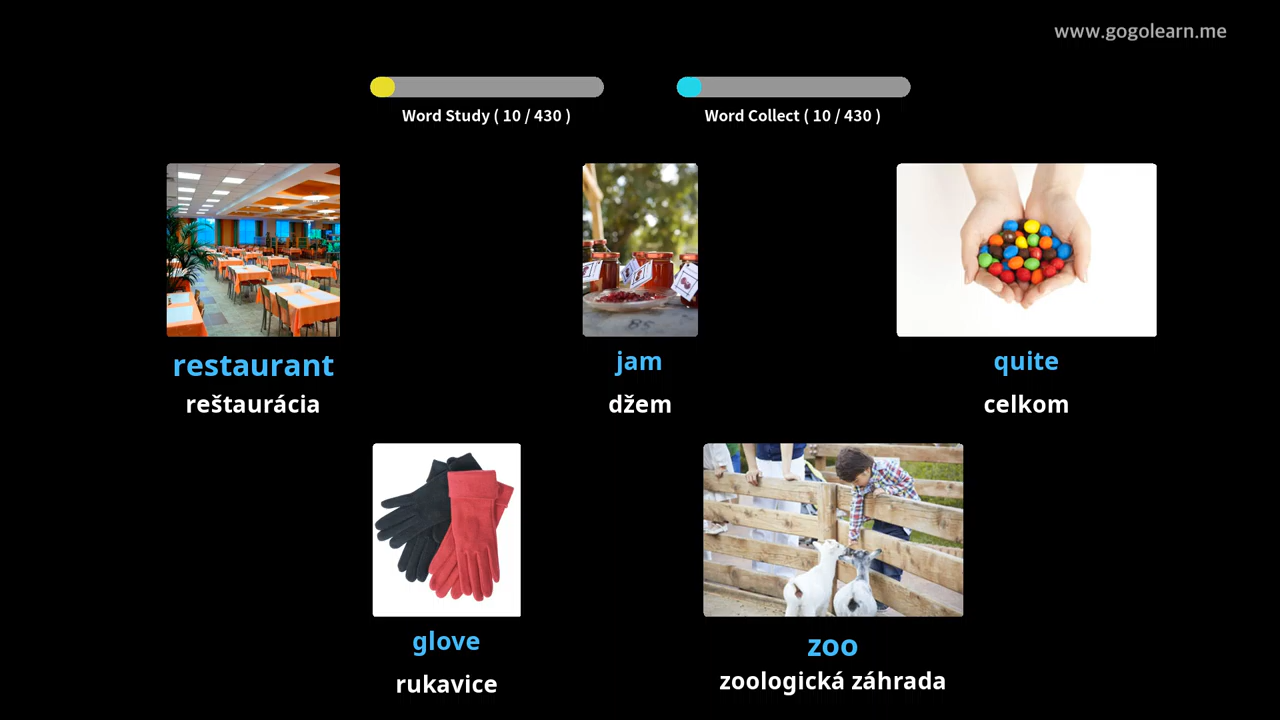 www.gogolearn.me
Word Study ( 10 / 430 )
Word Collect ( 10 / 430 )
restaurant
reštaurácia
jam
džem
quite
celkom
glove
rukavice
zoo
zoologická záhrada